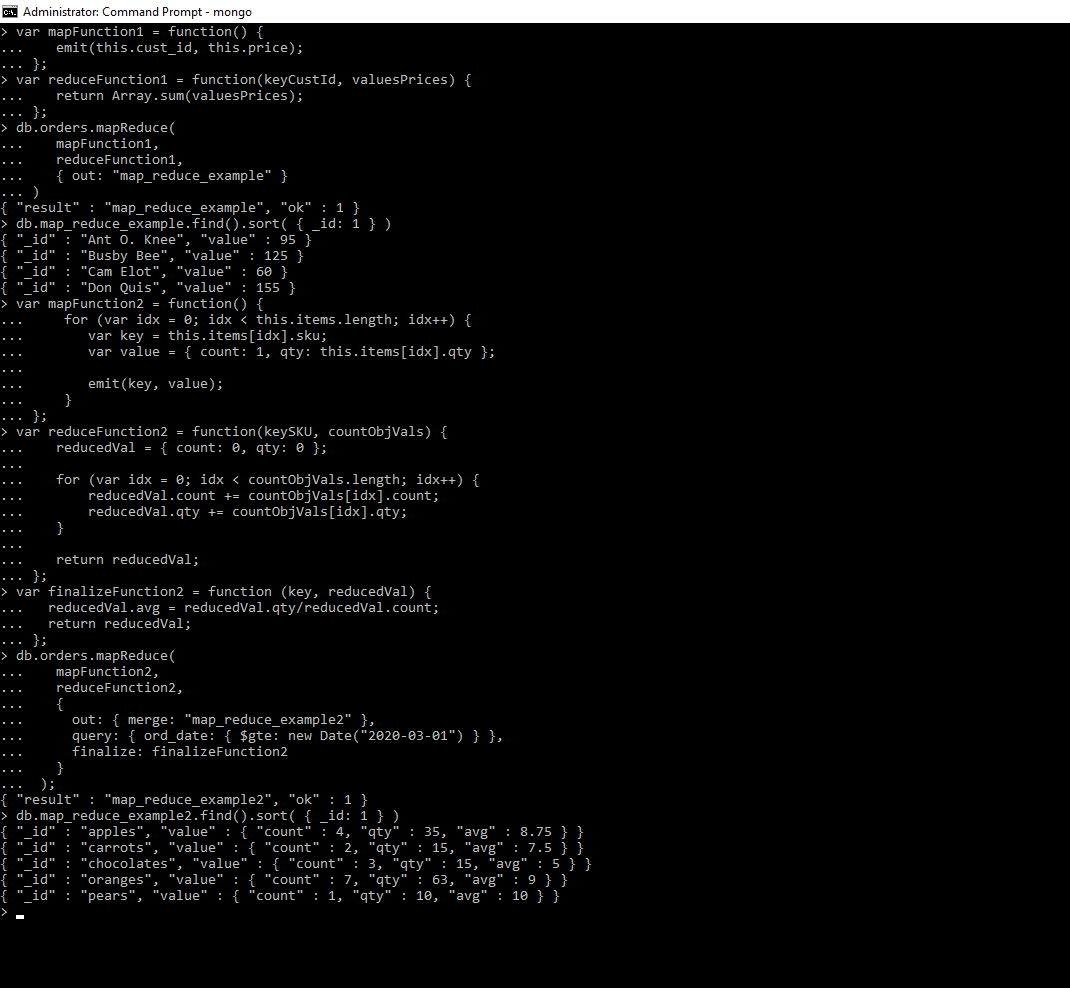 Administrator: Command Prompt - mongo
> var mapFunction1 = function() {
...    emit(this.cust_id, this.price);
... };
> var reduceFunction1 = function(keyCustId, valuesPrices) {
...    return Array.sum(valuesPrices);
... };
> db.orders.mapReduce(
...    mapFunction1,
...    reduceFunction1,
...    { out: "map_reduce_example" }
... )
{ "result" : "map_reduce_example", "ok" : 1 }
> db.map_reduce_example.find().sort( { _id: 1 } )
{ "_id" : "Ant O. Knee", "value" : 95 }
{ "_id" : "Busby Bee", "value" : 125 }
{ "_id" : "Cam Elot", "value" : 60 }
{ "_id" : "Don Quis", "value" : 155 }
> var mapFunction2 = function() {
...     for (var idx = 0; idx < this.items.length; idx++) {
...        var key = this.items[idx].sku;
...        var value = { count: 1, qty: this.items[idx].qty };
...
...        emit(key, value);
...     }
... };
> var reduceFunction2 = function(keySKU, countObjVals) {
...    reducedVal = { count: 0, qty: 0 };
...
...    for (var idx = 0; idx < countObjVals.length; idx++) {
...        reducedVal.count += countObjVals[idx].count;
...        reducedVal.qty += countObjVals[idx].qty;
...    }
...
...    return reducedVal;
... };
> var finalizeFunction2 = function (key, reducedVal) {
...   reducedVal.avg = reducedVal.qty/reducedVal.count;
...   return reducedVal;
... };
> db.orders.mapReduce(
...    mapFunction2,
...    reduceFunction2,
...    {
...      out: { merge: "map_reduce_example2" },
...      query: { ord_date: { $gte: new Date("2020-03-01") } },
...      finalize: finalizeFunction2
...    }
...  );
{ "result" : "map_reduce_example2", "ok" : 1 }
> db.map_reduce_example2.find().sort( { _id: 1 } )
{ "_id" : "apples", "value" : { "count" : 4, "qty" : 35, "avg" : 8.75 } }
{ "_id" : "carrots", "value" : { "count" : 2, "qty" : 15, "avg" : 7.5 } }
{ "_id" : "chocolates", "value" : { "count" : 3, "qty" : 15, "avg" : 5 } }
{ "_id" : "oranges", "value" : { "count" : 7, "qty" : 63, "avg" : 9 } }
{ "_id" : "pears", "value" : { "count" : 1, "qty" : 10, "avg" : 10 } }
>